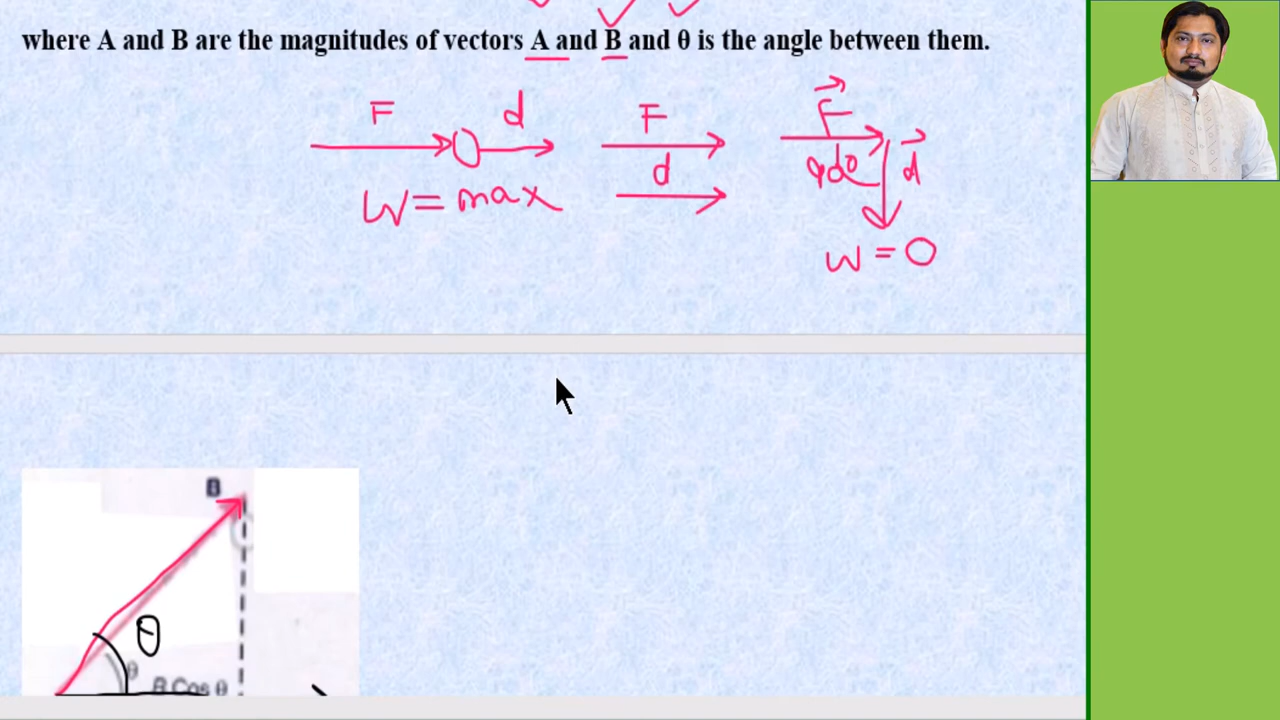 where A and B are the magnitudes of vectors A and B and θ is the angle between them.
F d F F
d 90° d
W = max
W = 0
B
θ
θ
B Cos θ